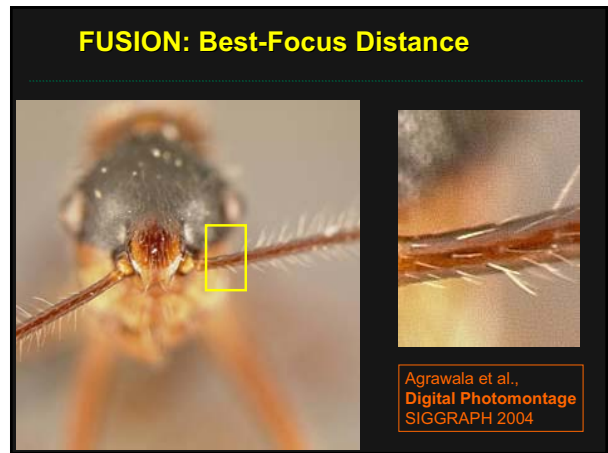 FUSION: Best-Focus Distance
Agrawala et al.,
Digital Photomontage
SIGGRAPH 2004